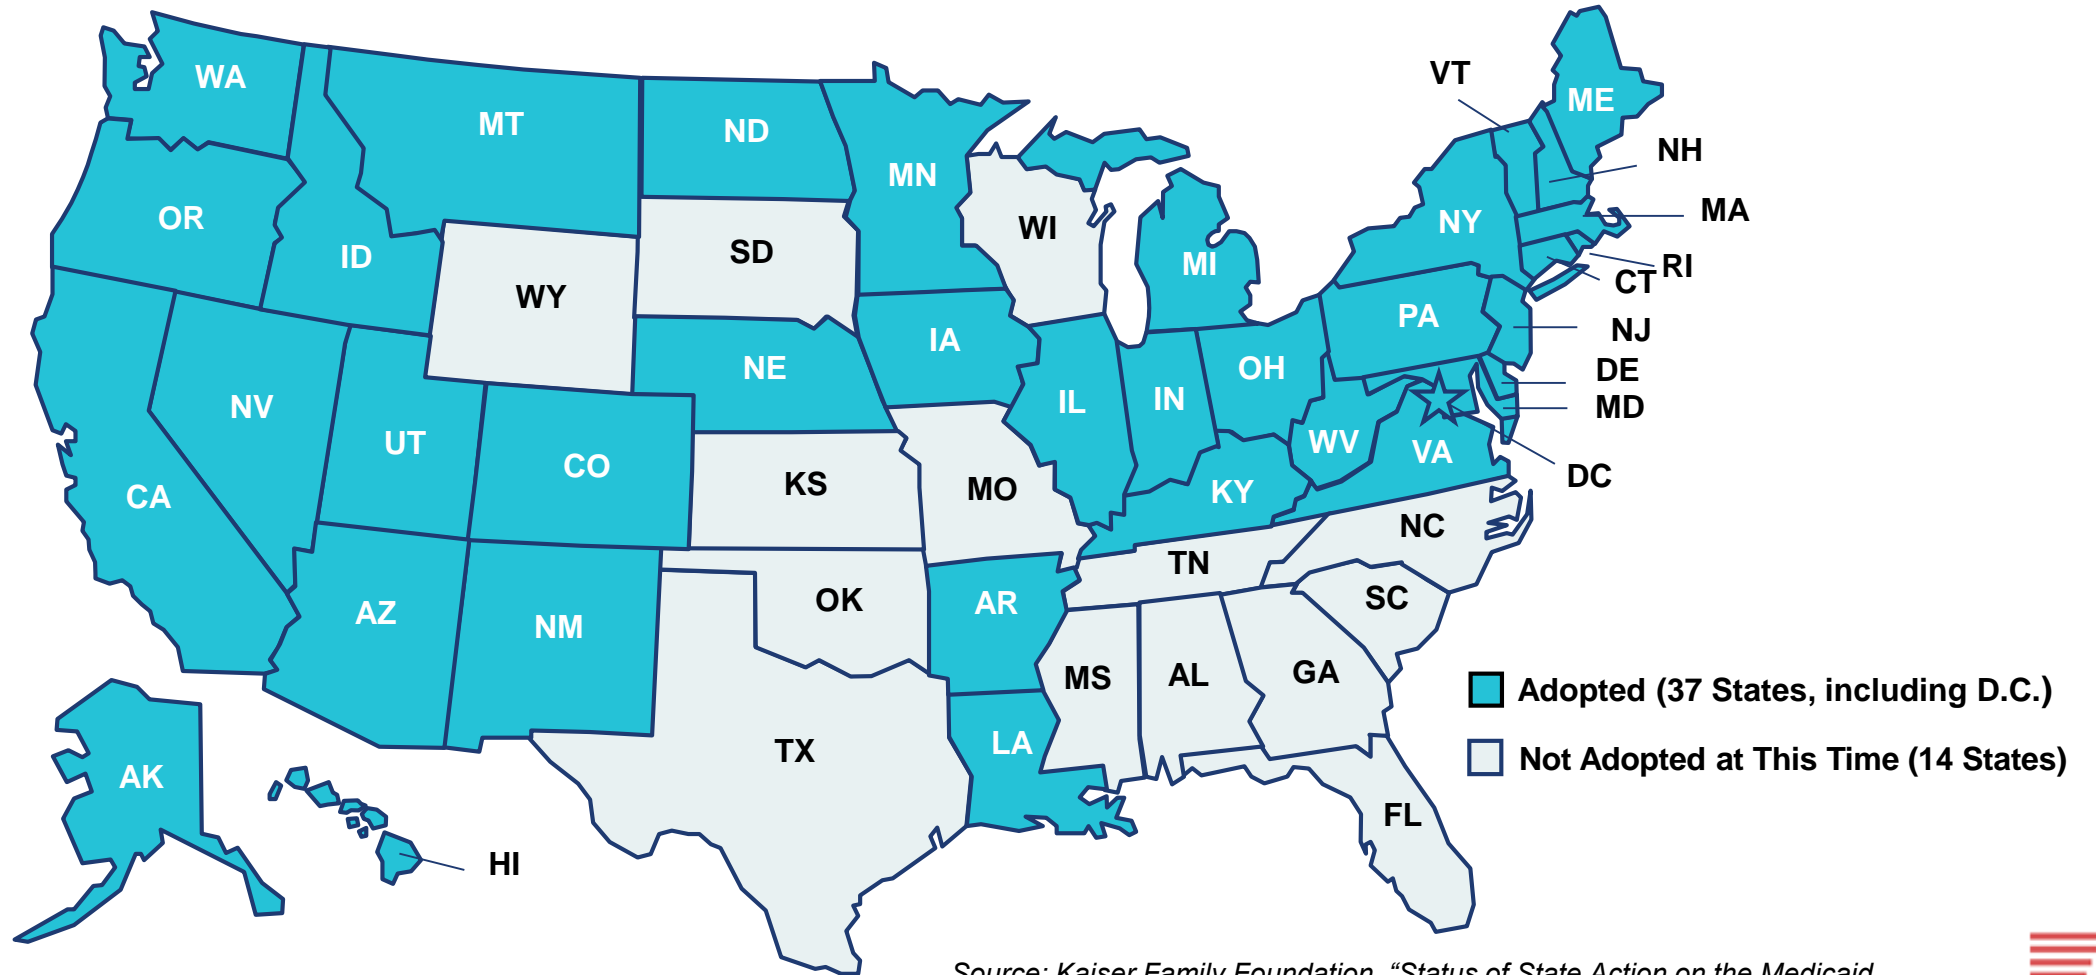 WA
MT
ND
MN
VT
ME
NH
MA
OR
ID
WY
SD
WI
MI
NY
RI
CT
NV
UT
CO
NE
IA
IL
IN
OH
PA
NJ
DE
MD
DC
CA
KS
MO
KY
WV
VA
NC
AZ
NM
OK
AR
TN
SC
MS
AL
GA
TX
LA
FL
AK
HI
Adopted (37 States, including D.C.)
Not Adopted at This Time (14 States)
Source: Kaiser Family Foundation, “Status of State Action on the Medicaid